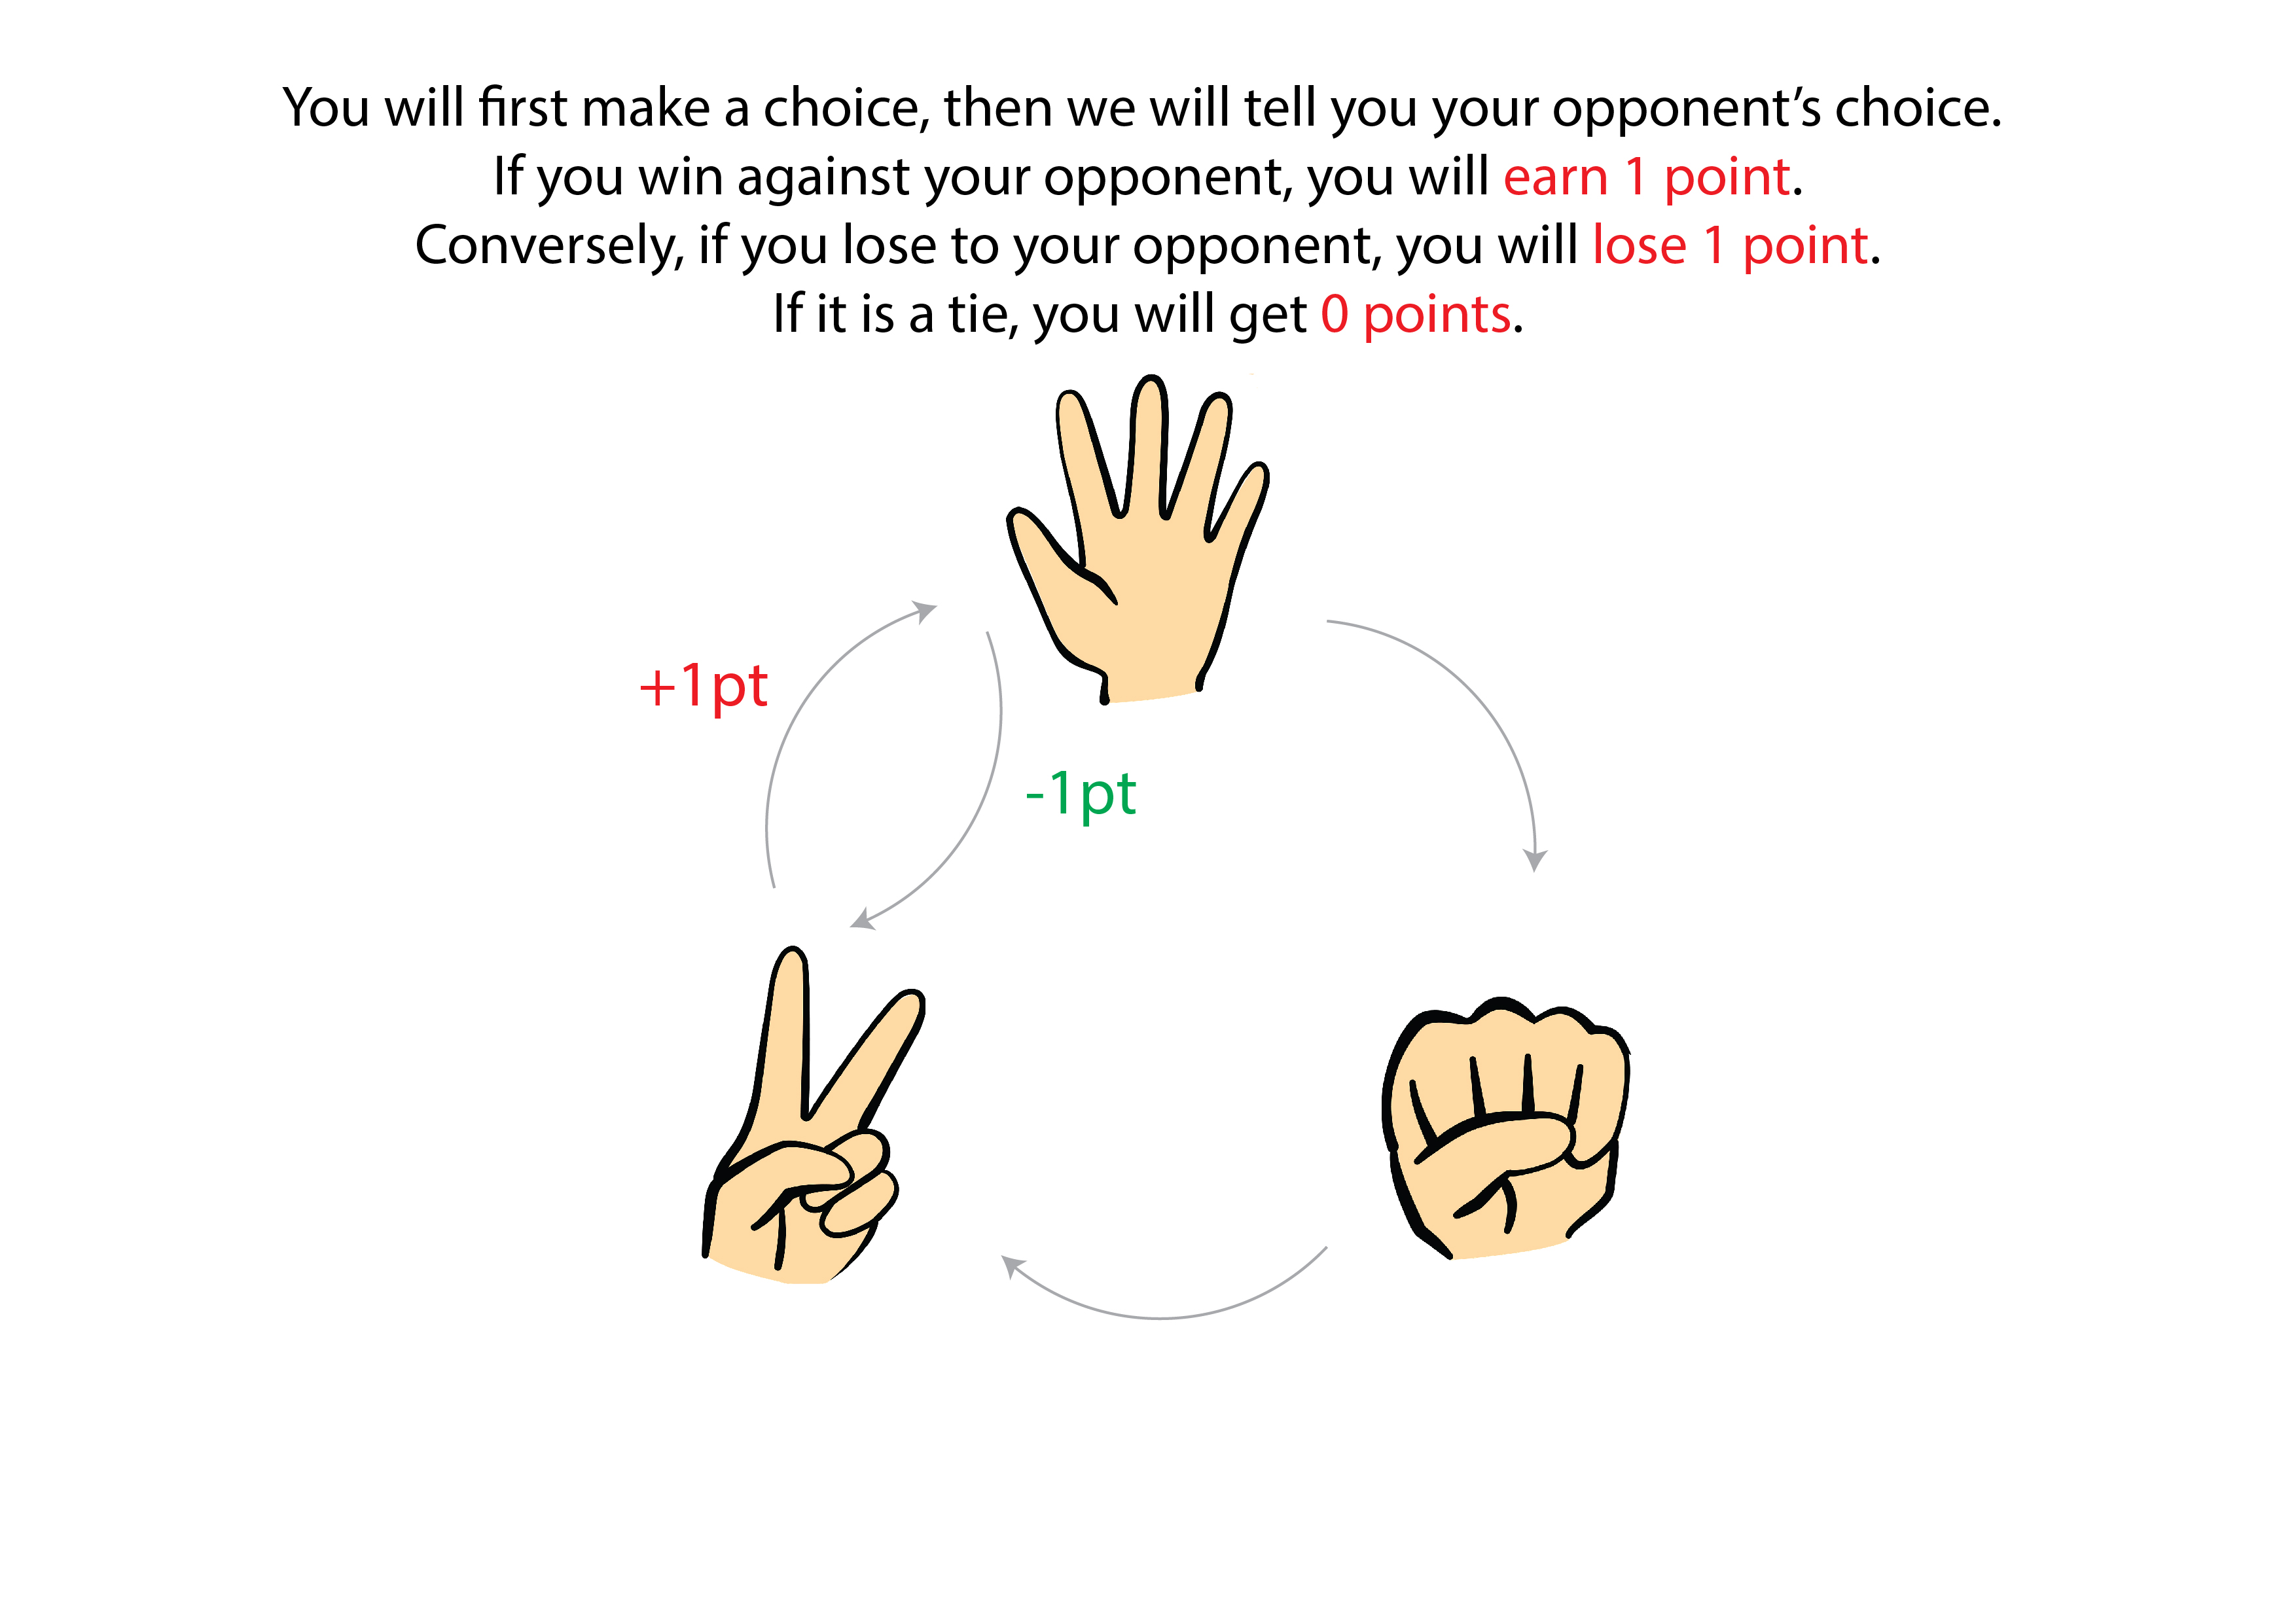 You will first make a choice, then we will tell you your opponent’s choice.
If you win against your opponent, you will earn 1 point.
Conversely, if you lose to your opponent, you will lose 1 point.
If it is a tie, you will get 0 points.
+1pt
-1pt